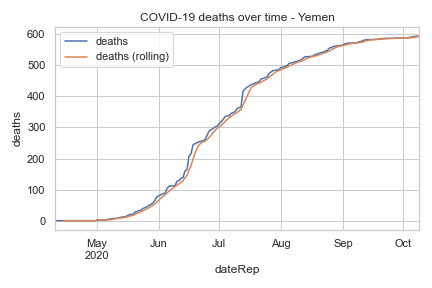 COVID-19 deaths over time - Yemen
deaths
deaths (rolling)
600
500
400
300
200
100
0
deaths
May
2020
Jun
Jul
Aug
Sep
Oct
dateRep